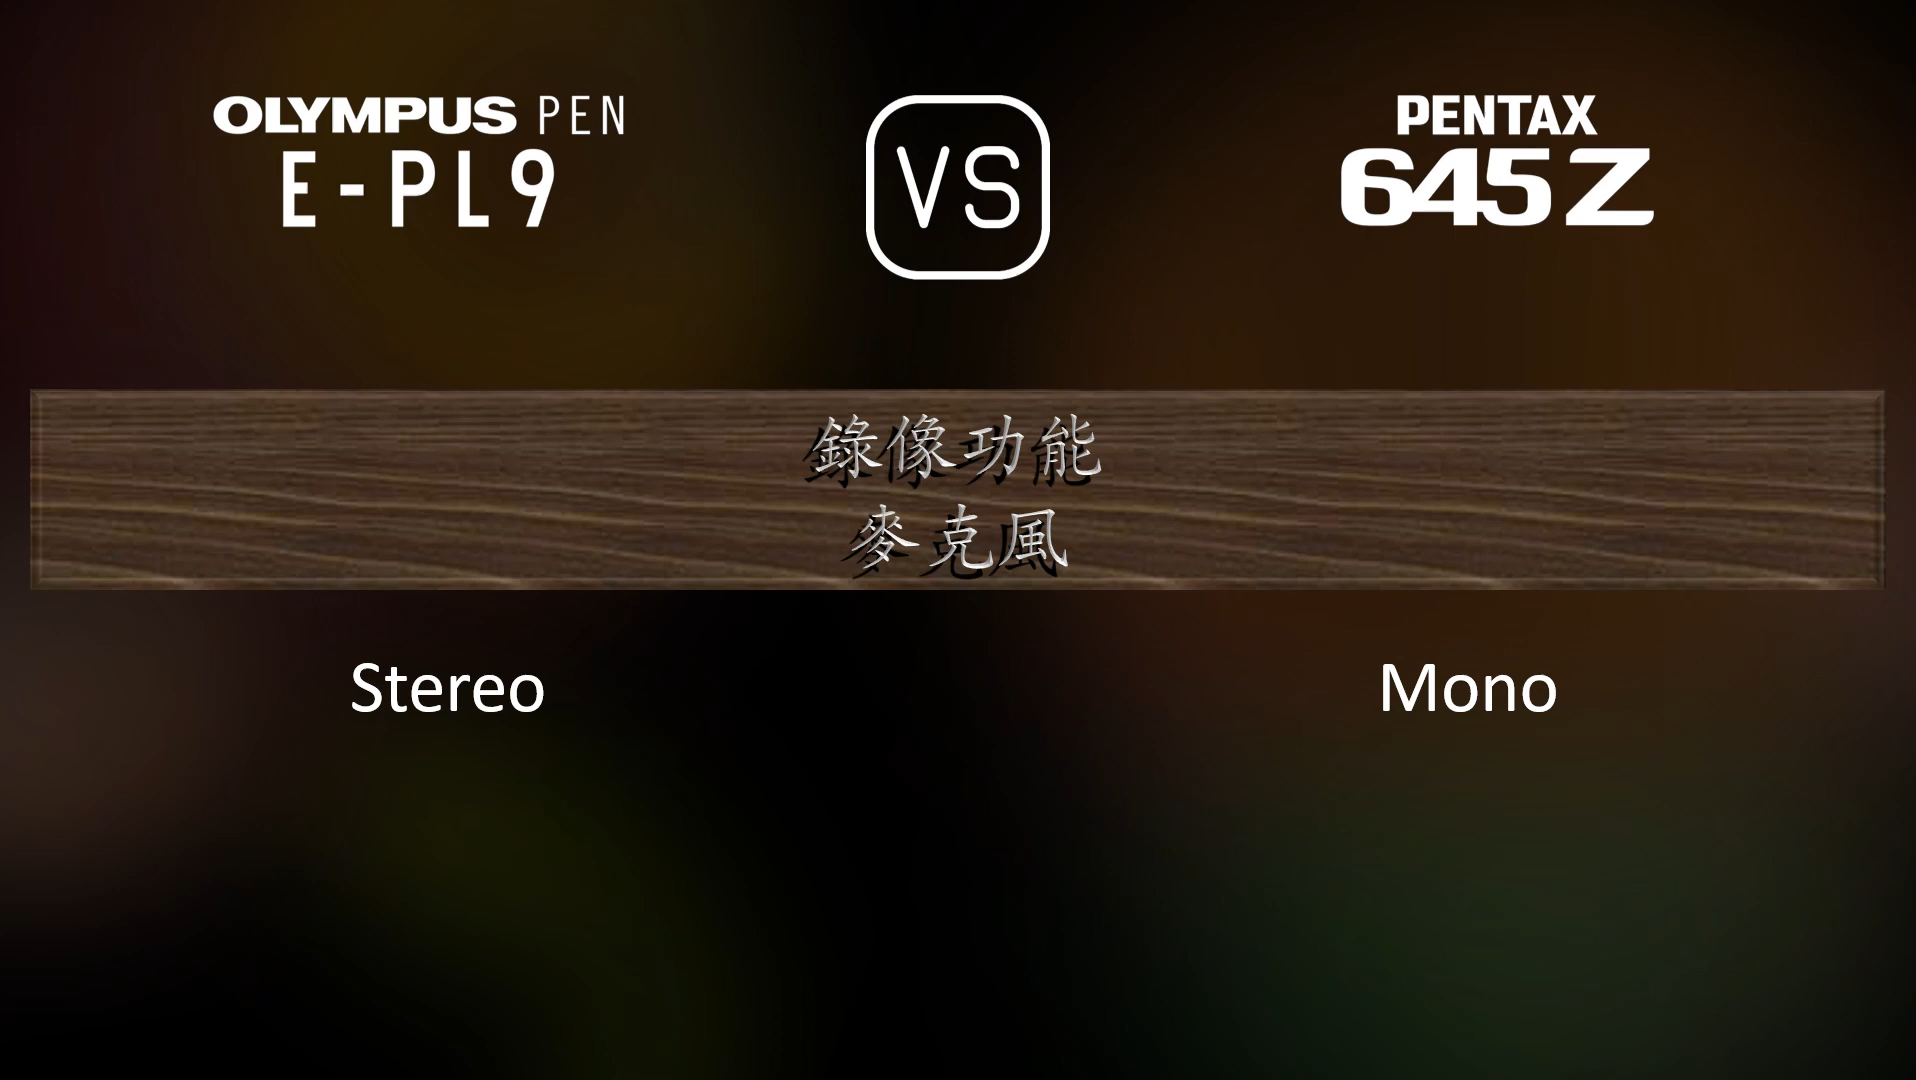 OLYMPUS PEN
E-PL9
VS
PENTAX
645Z
錄像功能
麥克風
Stereo
Mono